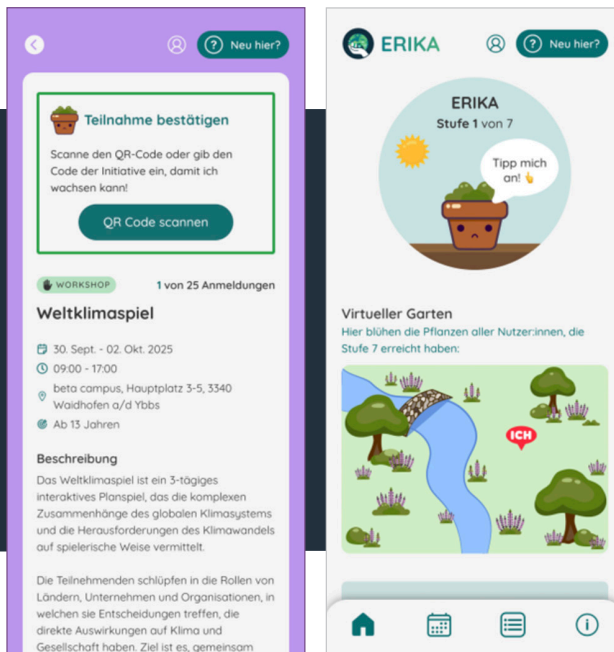 Neu hier?
Teilnahme bestätigen
Scanne den QR-Code oder gib den
Code der Initiative ein, damit ich
wachsen kann!
QR Code scannen
WORKSHOP
1 von 25 Anmeldungen
Weltklimaspiel
30. Sept. - 02. Okt. 2025
09:00 - 17:00
beta campus, Hauptplatz 3-5, 3340
Waidhofen a/d Ybbs
Ab 13 Jahren
Beschreibung
Das Weltklimaspiel ist ein 3-tägiges
interaktives Planspiel, das die komplexen
Zusammenhänge des globalen Klimasystems
und die Herausforderungen des Klimawandels
auf spielerische Weise vermittelt.
Die Teilnehmenden schlüpfen in die Rollen von
Ländern, Unternehmen und Organisationen, in
welchen sie Entscheidungen treffen, die
direkte Auswirkungen auf Klima und
Gesellschaft haben. Ziel ist es, gemeinsam
ERIKA
Neu hier?
ERIKA
Stufe 1 von 7
Tipp mich
an!
Virtueller Garten
Hier blühen die Pflanzen aller Nutzer:innen, die
Stufe 7 erreicht haben:
ICH